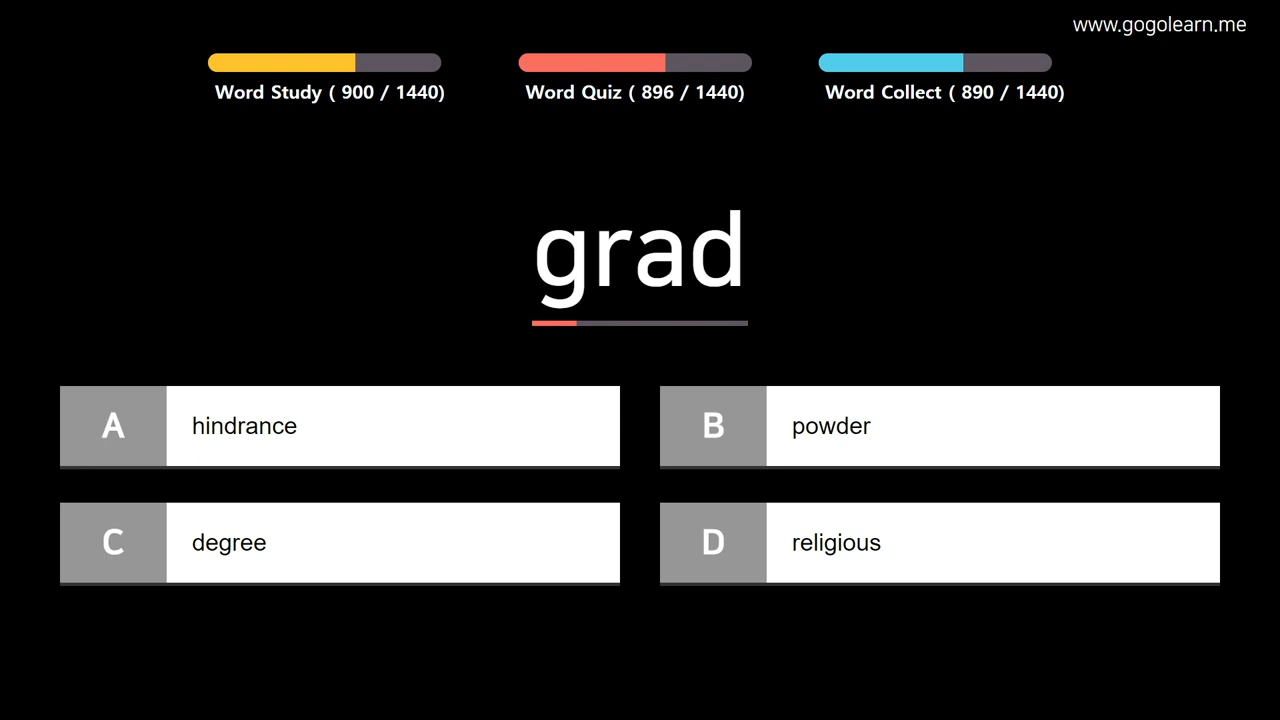 www.gogolearn.me
Word Study ( 900 / 1440)
Word Quiz ( 896 / 1440)
Word Collect ( 890 / 1440)
grad
A hindrance
B powder
C degree
D religious